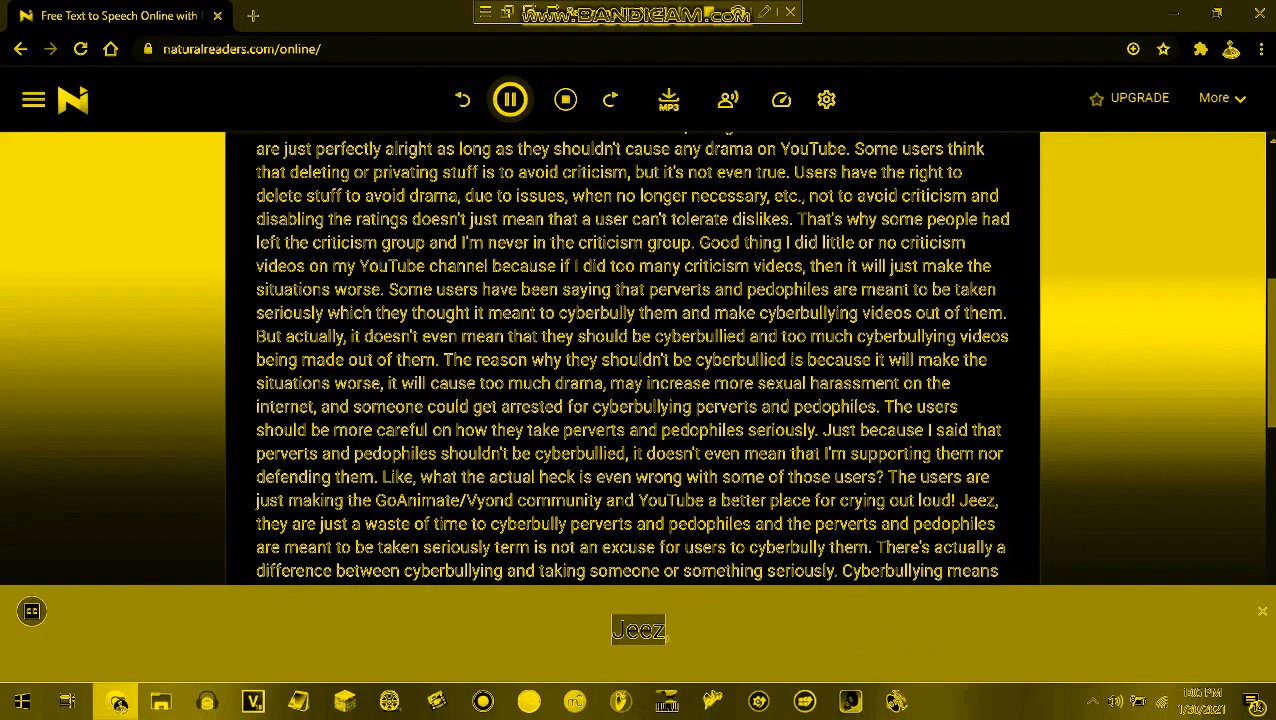 Free Text to Speech Online with
www.BANDICAM.com
naturalreaders.com/online/
MP3
UPGRADE
More
are just perfectly alright as long as they shouldn't cause any drama on YouTube. Some users think
that deleting or privating stuff is to avoid criticism, but it's not even true. Users have the right to
delete stuff to avoid drama, due to issues, when no longer necessary, etc., not to avoid criticism and
disabling the ratings doesn't just mean that a user can't tolerate dislikes. That's why some people had
left the criticism group and I'm never in the criticism group. Good thing I did little or no criticism
videos on my YouTube channel because if I did too many criticism videos, then it will just make the
situations worse. Some users have been saying that perverts and pedophiles are meant to be taken
seriously which they thought it meant to cyberbully them and make cyberbullying videos out of them.
But actually, it doesn't even mean that they should be cyberbullied and too much cyberbullying videos
being made out of them. The reason why they shouldn't be cyberbullied is because it will make the
situations worse, it will cause too much drama, may increase more sexual harassment on the
internet, and someone could get arrested for cyberbullying perverts and pedophiles. The users
should be more careful on how they take perverts and pedophiles seriously. Just because I said that
perverts and pedophiles shouldn't be cyberbullied, it doesn't even mean that I'm supporting them nor
defending them. Like, what the actual heck is even wrong with some of those users? The users are
just making the GoAnimate/Vyond community and YouTube a better place for crying out loud! Jeez,
they are just a waste of time to cyberbully perverts and pedophiles and the perverts and pedophiles
are meant to be taken seriously term is not an excuse for users to cyberbully them. There's actually a
difference between cyberbullying and taking someone or something seriously. Cyberbullying means
Jeez,